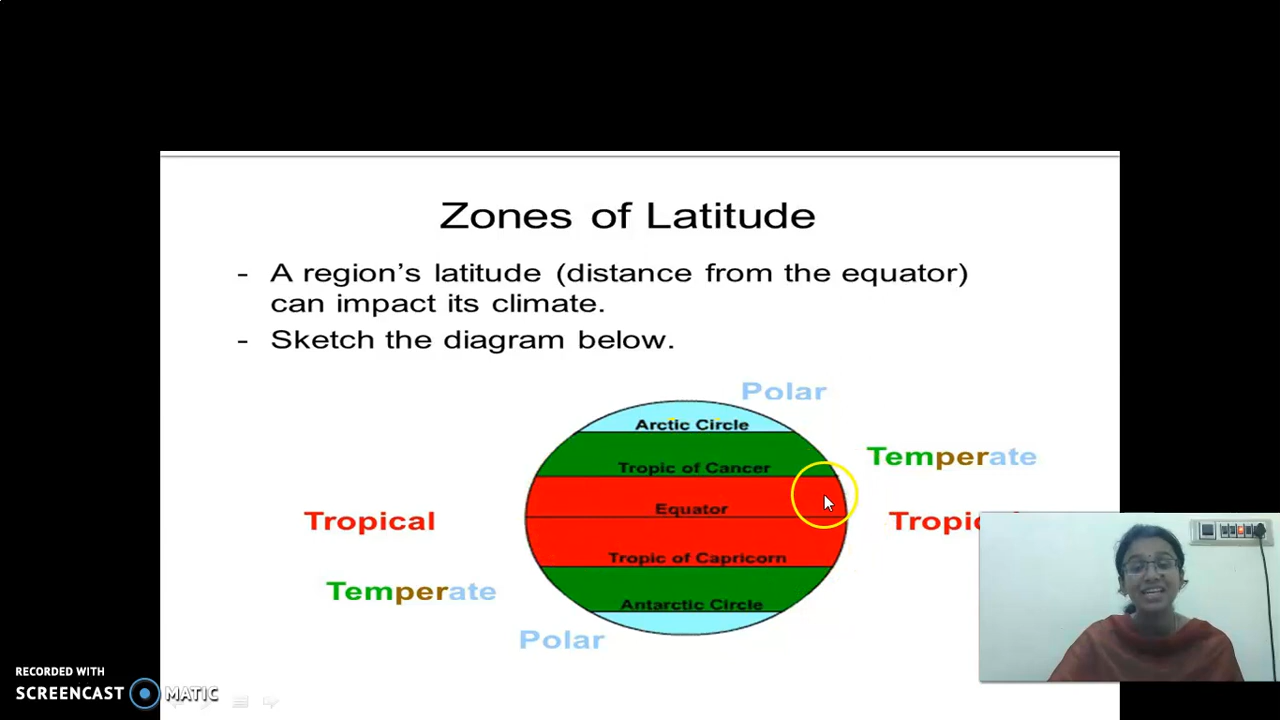 Zones of Latitude
- A region's latitude (distance from the equator)
can impact its climate.
- Sketch the diagram below.
Polar
Arctic Circle
Temperate
Tropic of Cancer
Equator
Tropical
Tropic of Capricorn
Temperate
Antarctic Circle
Polar
RECORDED WITH
SCREENCAST MATIC